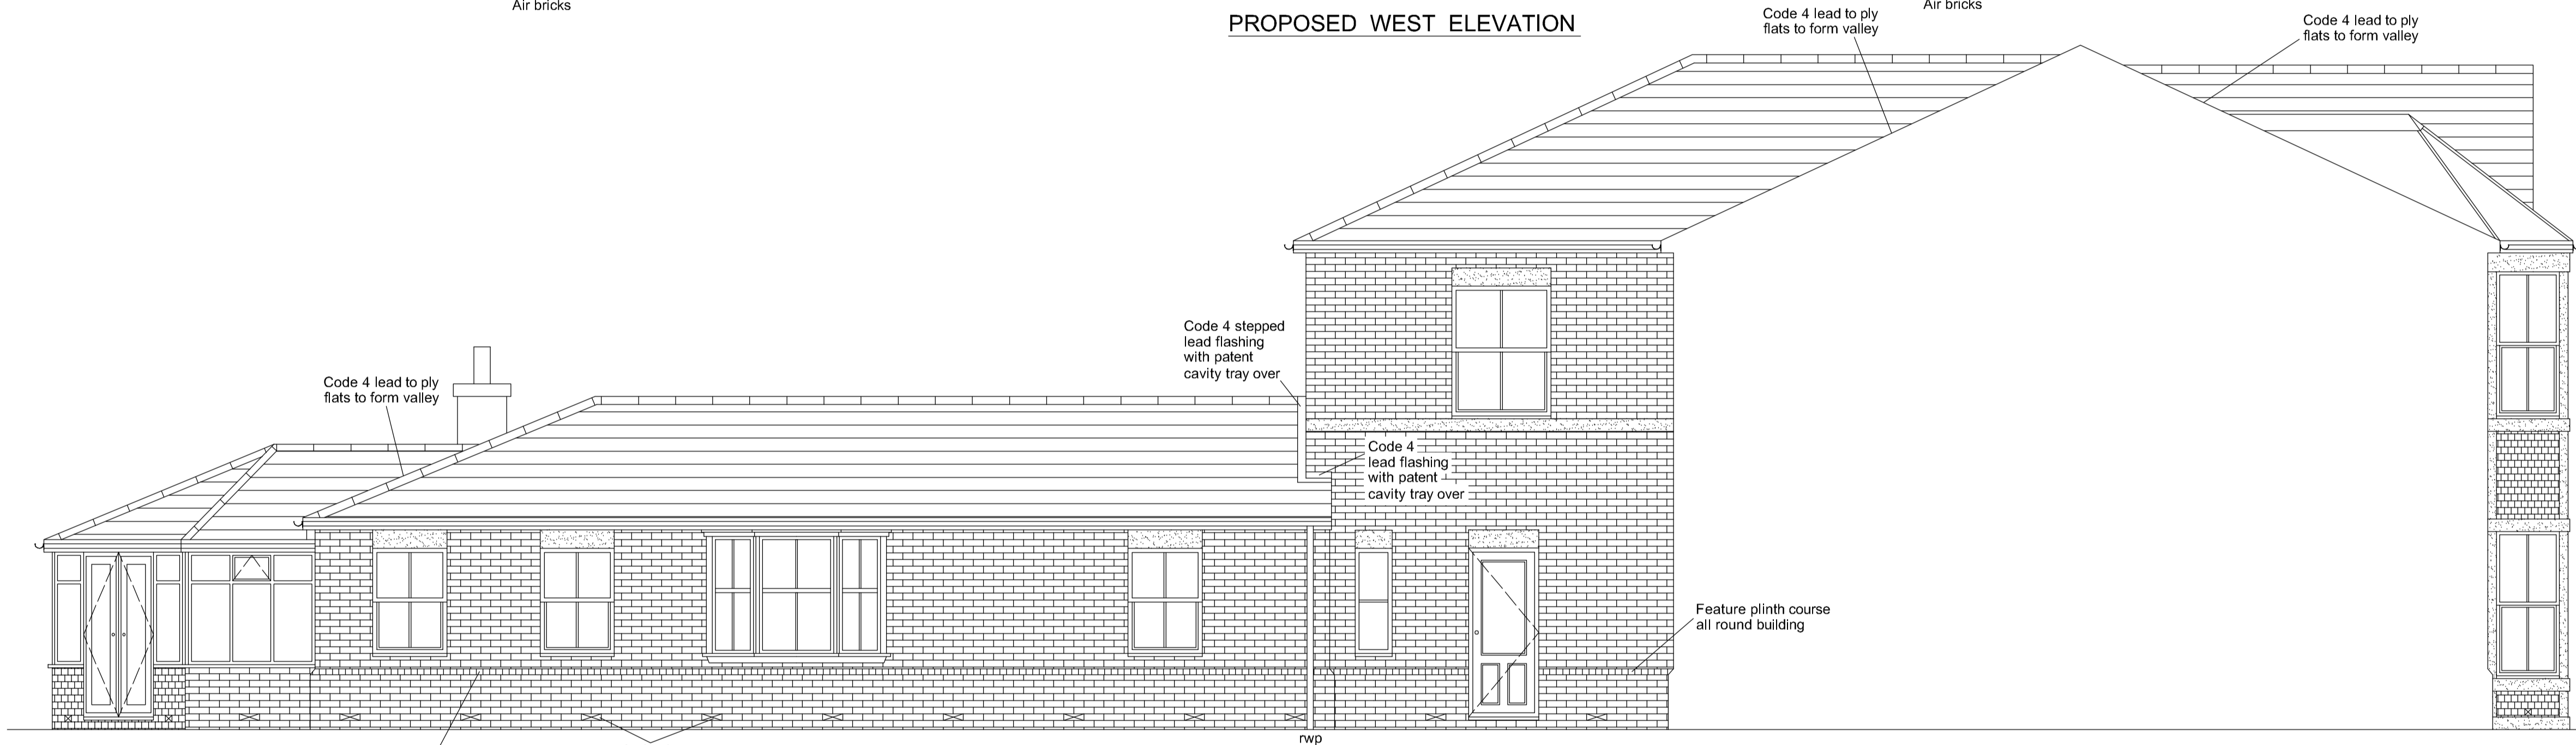 Air bricks
PROPOSED WEST ELEVATION
Code 4 lead to ply
flats to form valley
Air bricks
Code 4 lead to ply
flats to form valley
Code 4 stepped
lead flashing
with patent
cavity tray over
Code 4 lead to ply
flats to form valley
Code 4
lead flashing
with patent
cavity tray over
Feature plinth course
all round building
rwp